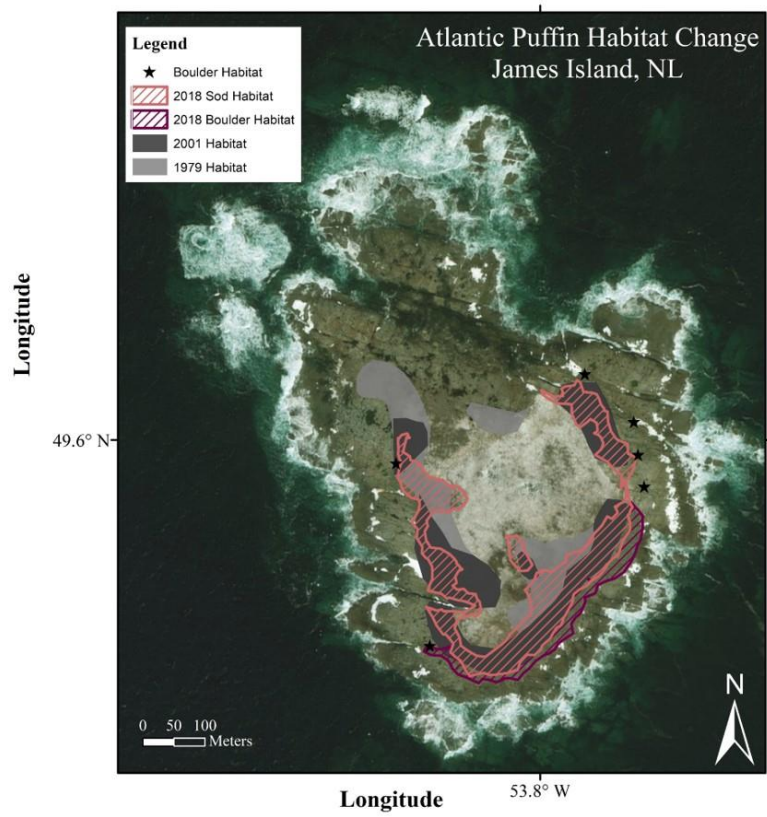 Atlantic Puffin Habitat Change
James Island, NL
Legend
Boulder Habitat
2018 Sod Habitat
2018 Boulder Habitat
2001 Habitat
1979 Habitat
Longitude
49.6° N
N
0 50 100
Meters
53.8° W
Longitude